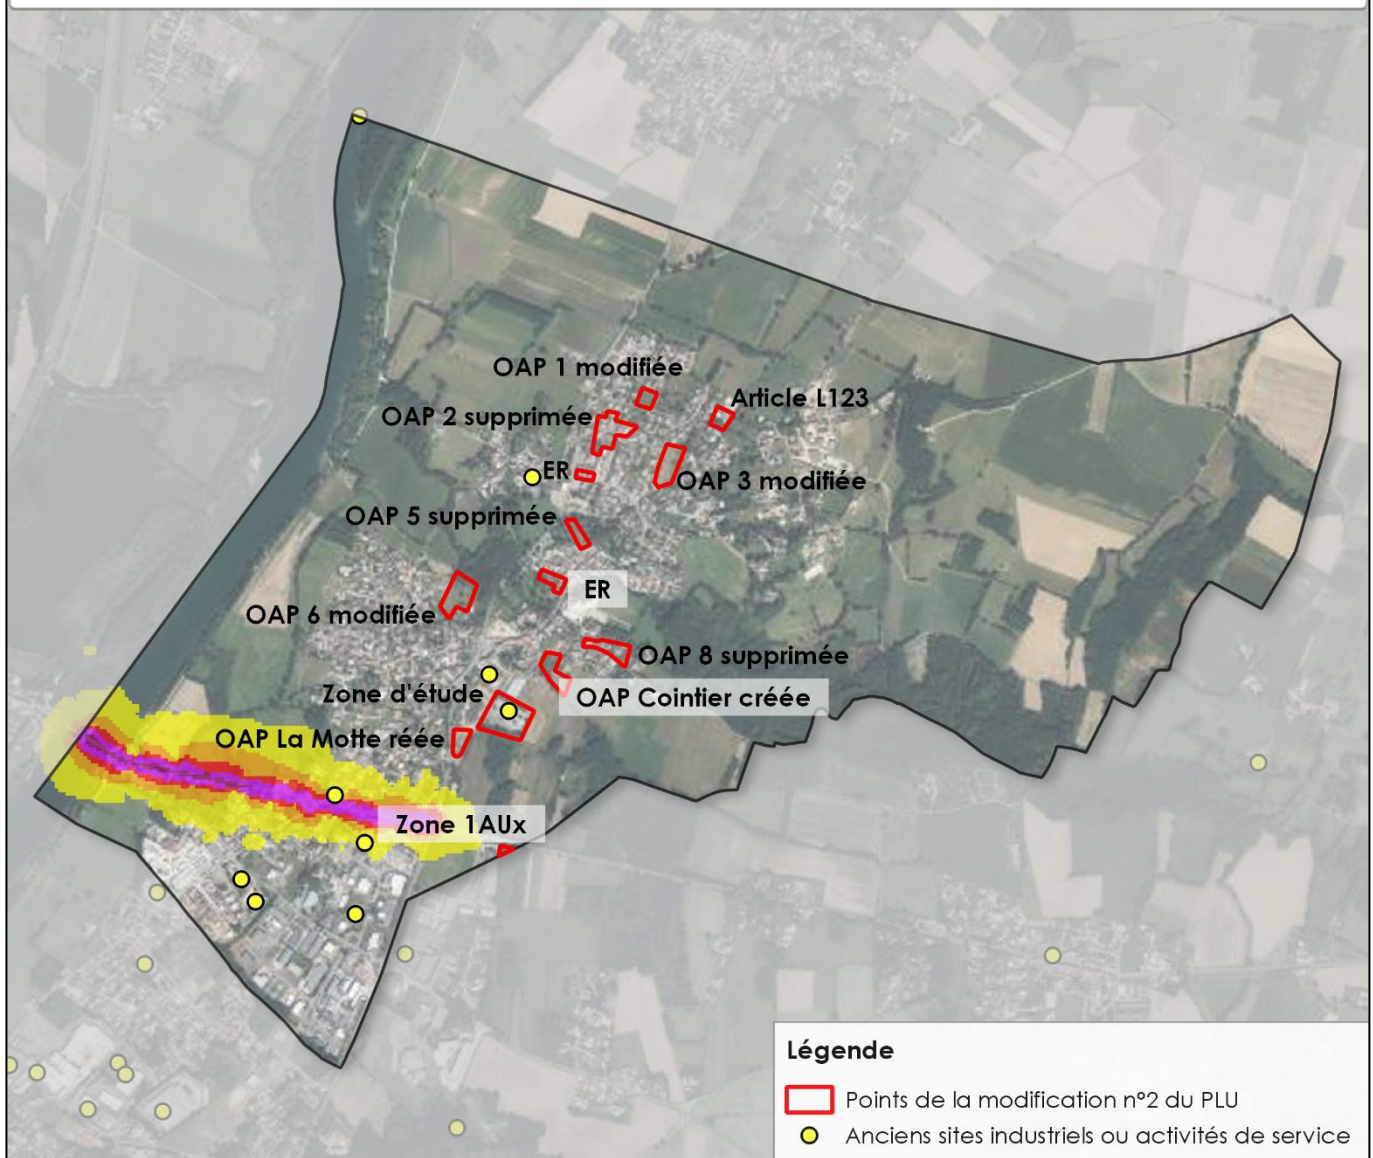 OAP 1 modifiée
Article L123
OAP 2 supprimée
ER
OAP 3 modifiée
OAP 5 supprimée
ER
OAP 6 modifiée
OAP 8 supprimée
Zone d'étude
OAP Cointier créée
OAP La Motte réée
Zone 1AUx
Légende
Points de la modification n°2 du PLU
Anciens sites industriels ou activités de service